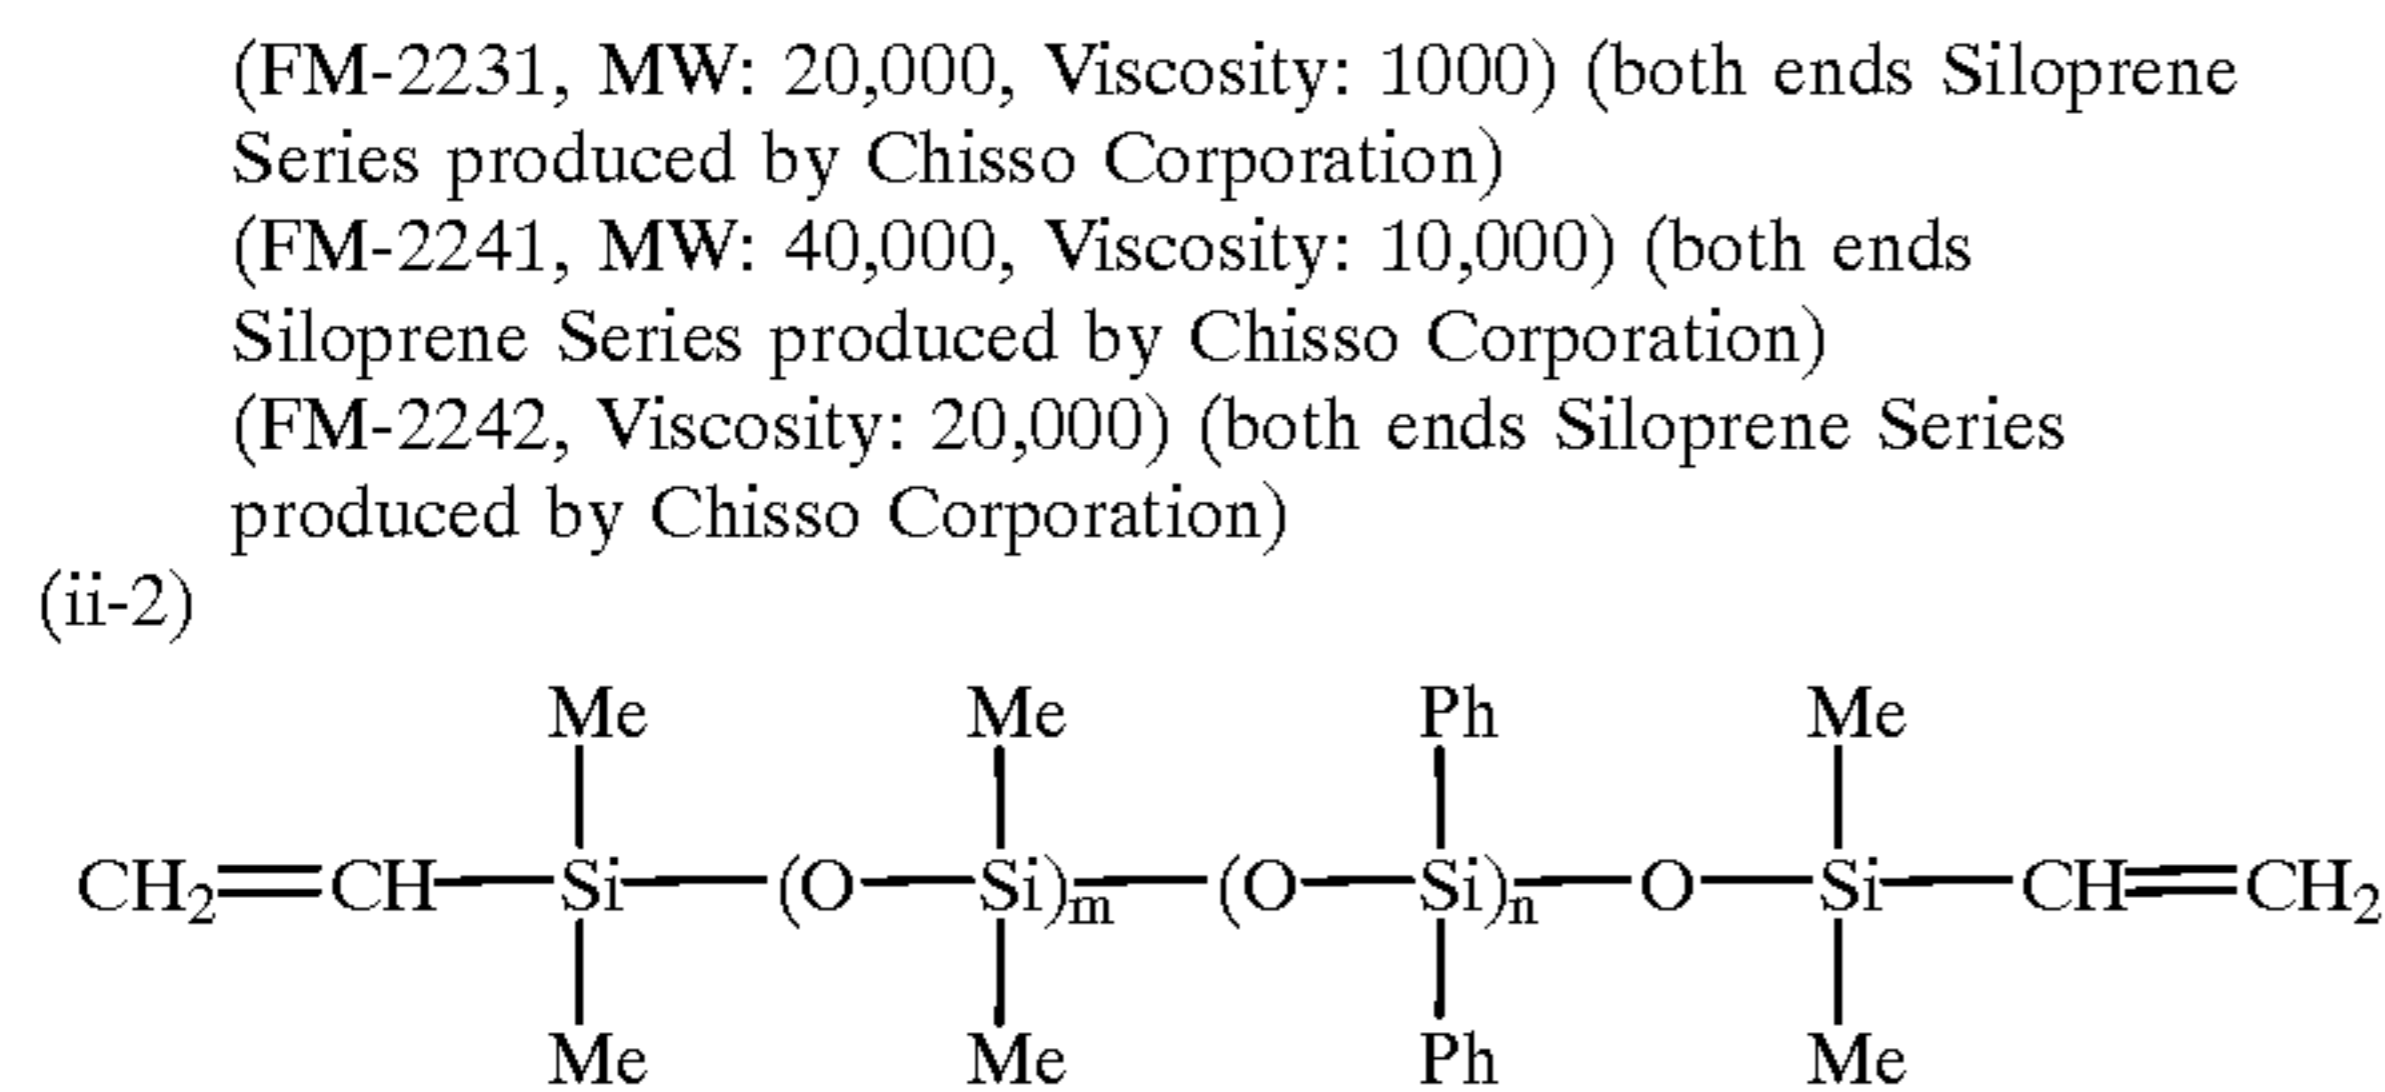 (FM-2231, MW: 20,000, Viscosity: 1000) (both ends Siloprene
Series produced by Chisso Corporation)
(FM-2241, MW: 40,000, Viscosity: 10,000) (both ends
Siloprene Series produced by Chisso Corporation)
(FM-2242, Viscosity: 20,000) (both ends Siloprene Series
produced by Chisso Corporation)
(ii-2)
Me Me Ph Me
CH₂=CH—Si—(O—Si)ₘ—(O—Si)ₙ—O—Si—CH=CH₂
Me Me Ph Me